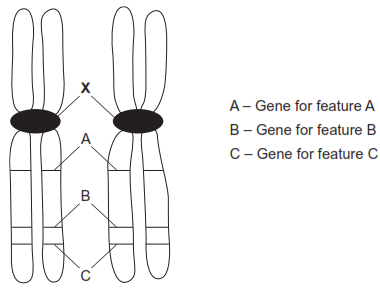 X
A
B
C
A – Gene for feature A
B – Gene for feature B
C – Gene for feature C